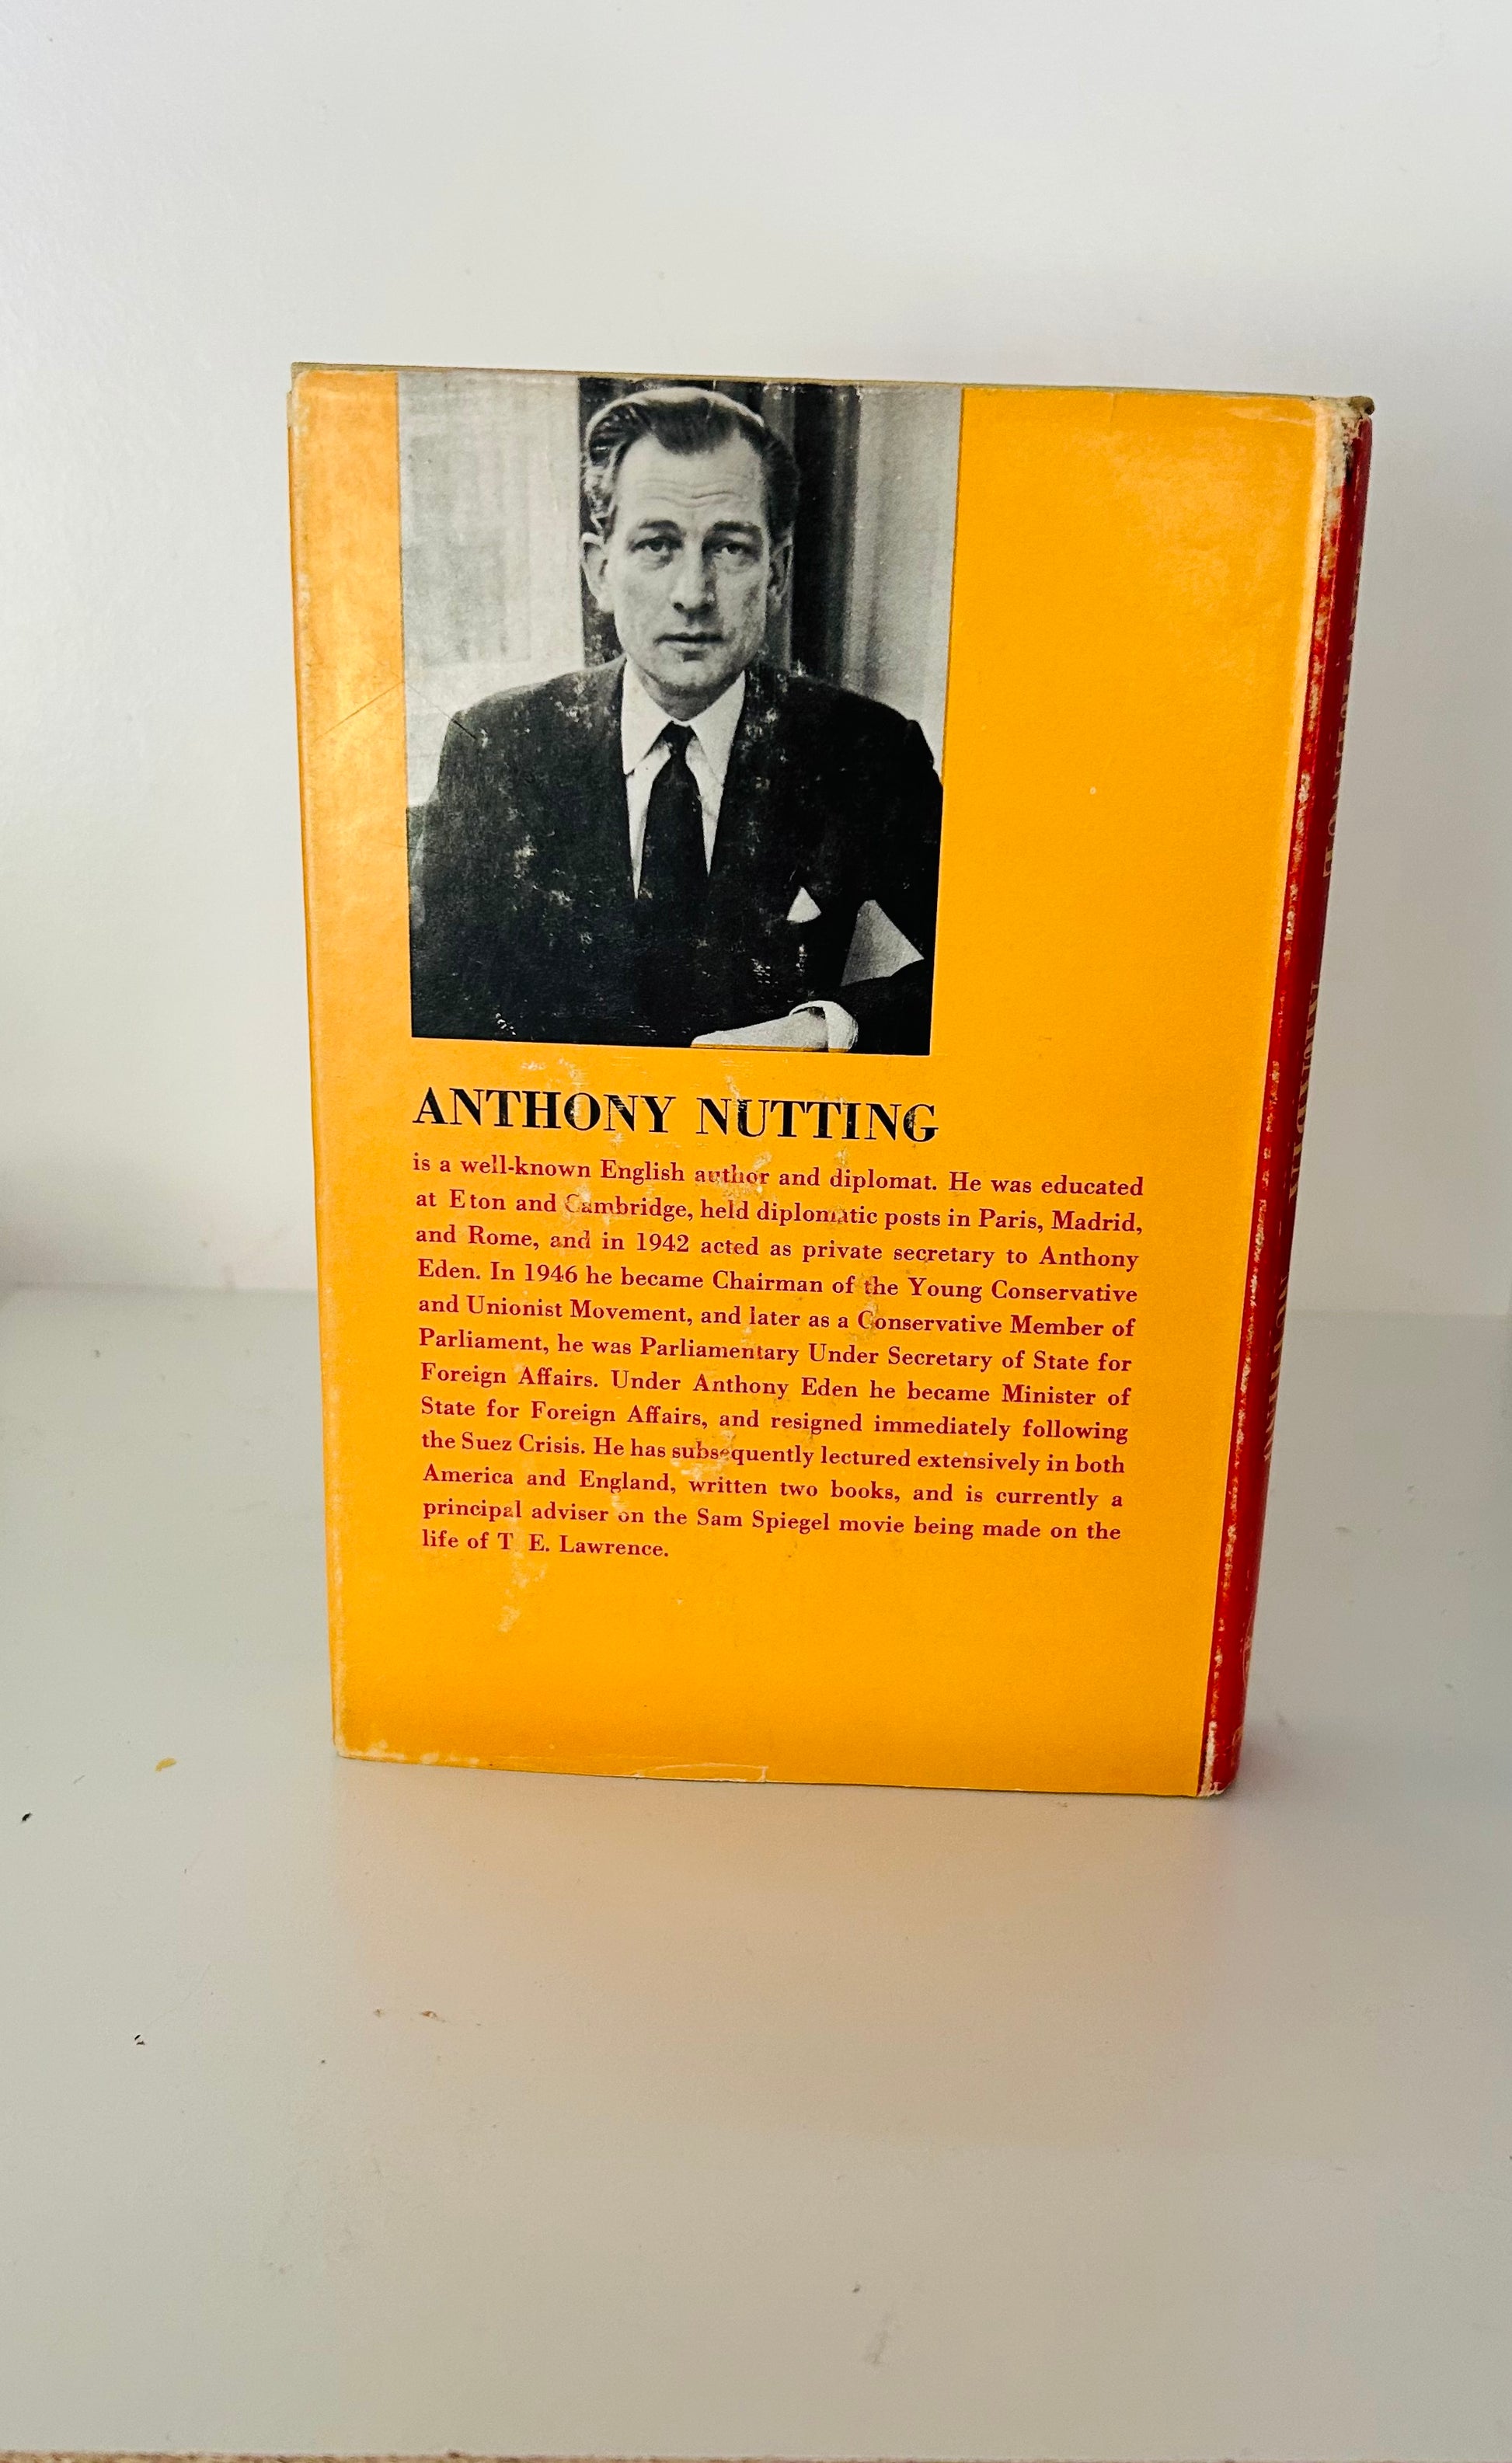 ANTHONY NUTTING
is a well-known English author and diplomat. He was educated
at Eton and Cambridge, held diplomatic posts in Paris, Madrid,
and Rome, and in 1942 acted as private secretary to Anthony
Eden. In 1946 he became Chairman of the Young Conservative
and Unionist Movement, and later as a Conservative Member of
Parliament, he was Parliamentary Under Secretary of State for
Foreign Affairs. Under Anthony Eden he became Minister of
State for Foreign Affairs, and resigned immediately following
the Suez Crisis. He has subsequently lectured extensively in both
America and England, written two books, and is currently a
principal adviser on the Sam Spiegel movie being made on the
life of T E. Lawrence.